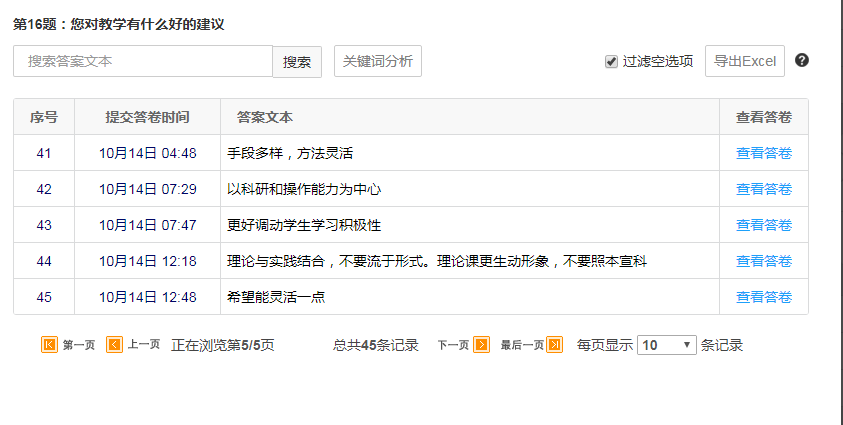 第16题：您对教学有什么好的建议
搜索答案文本 搜索 关键词分析 过滤空选项 导出Excel ?
序号 提交答卷时间 答案文本 查看答卷
41 10月14日 04:48 手段多样，方法灵活 查看答卷
42 10月14日 07:29 以科研和操作能力为中心 查看答卷
43 10月14日 07:47 更好调动学生学习积极性 查看答卷
44 10月14日 12:18 理论与实践结合，不要流于形式。理论课更生动形象，不要照本宣科 查看答卷
45 10月14日 12:48 希望能灵活一点 查看答卷
第一页 上一页 正在浏览第5/5页 总共45条记录 下一页 最后一页 每页显示 10 条记录